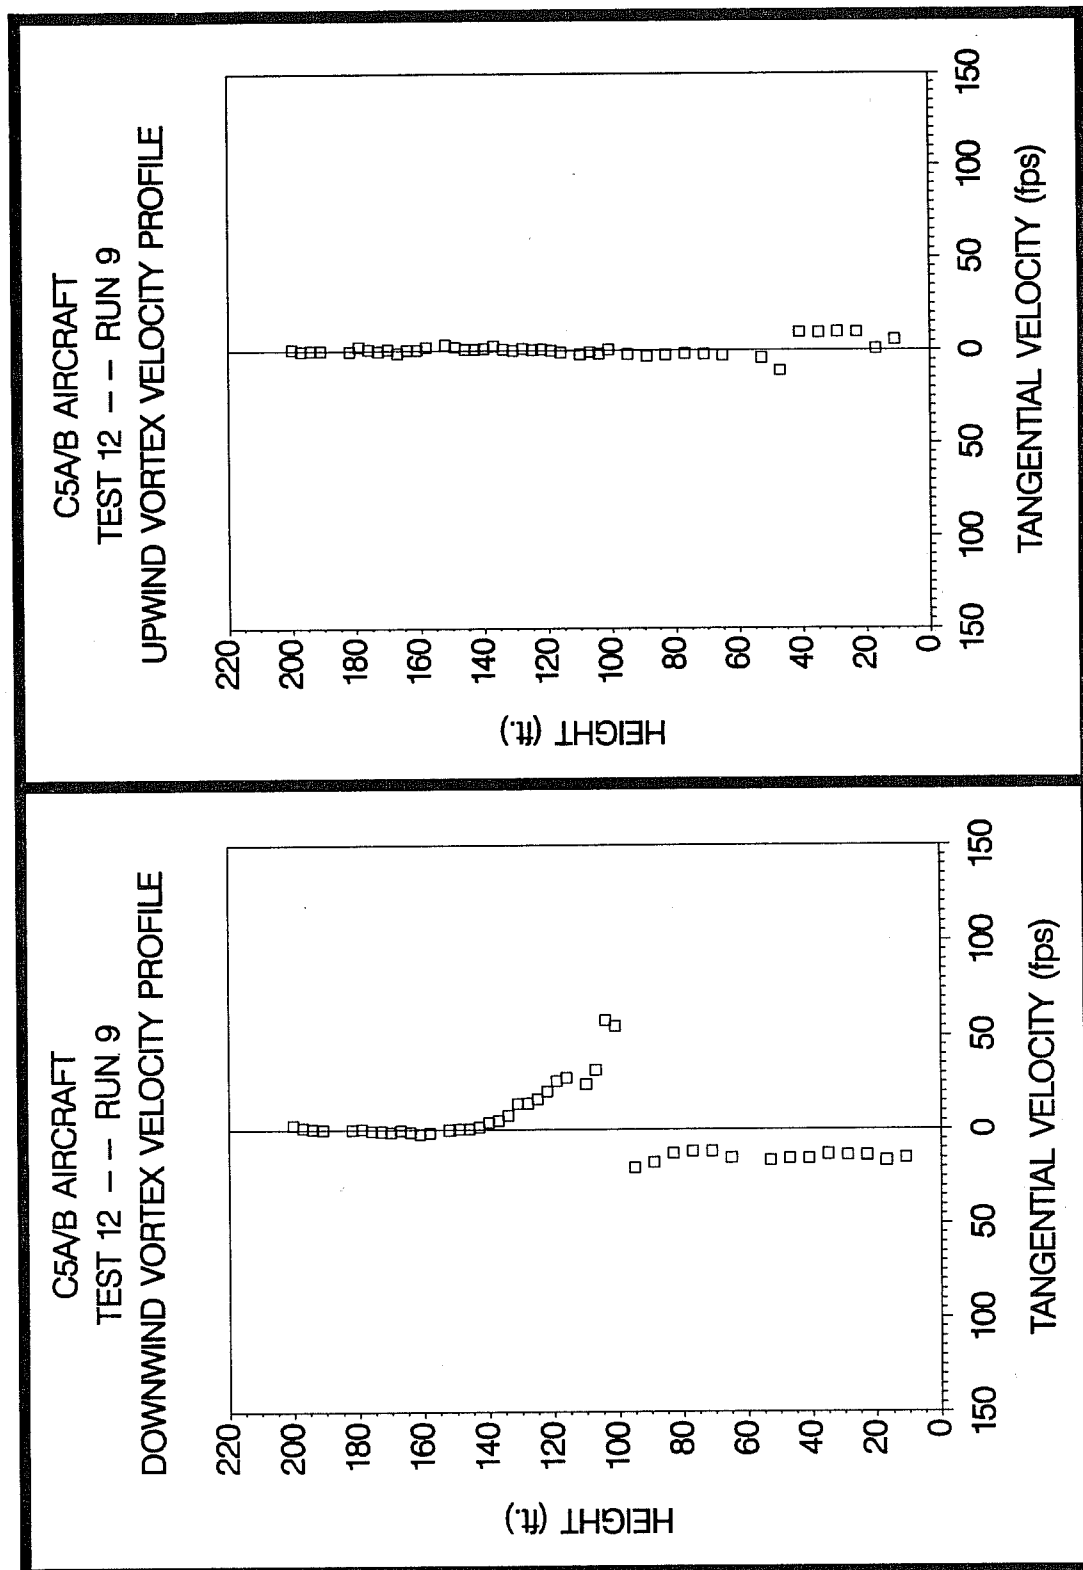 C5A/B AIRCRAFT
TEST 12 -- RUN 9
DOWNWIND VORTEX VELOCITY PROFILE
HEIGHT (ft.)
220
200
180
160
140
120
100
80
60
40
20
0
150 100 50 0 50 100 150
TANGENTIAL VELOCITY (fps)
C5A/B AIRCRAFT
TEST 12 -- RUN 9
UPWIND VORTEX VELOCITY PROFILE
HEIGHT (ft.)
220
200
180
160
140
120
100
80
60
40
20
0
150 100 50 0 50 100 150
TANGENTIAL VELOCITY (fps)